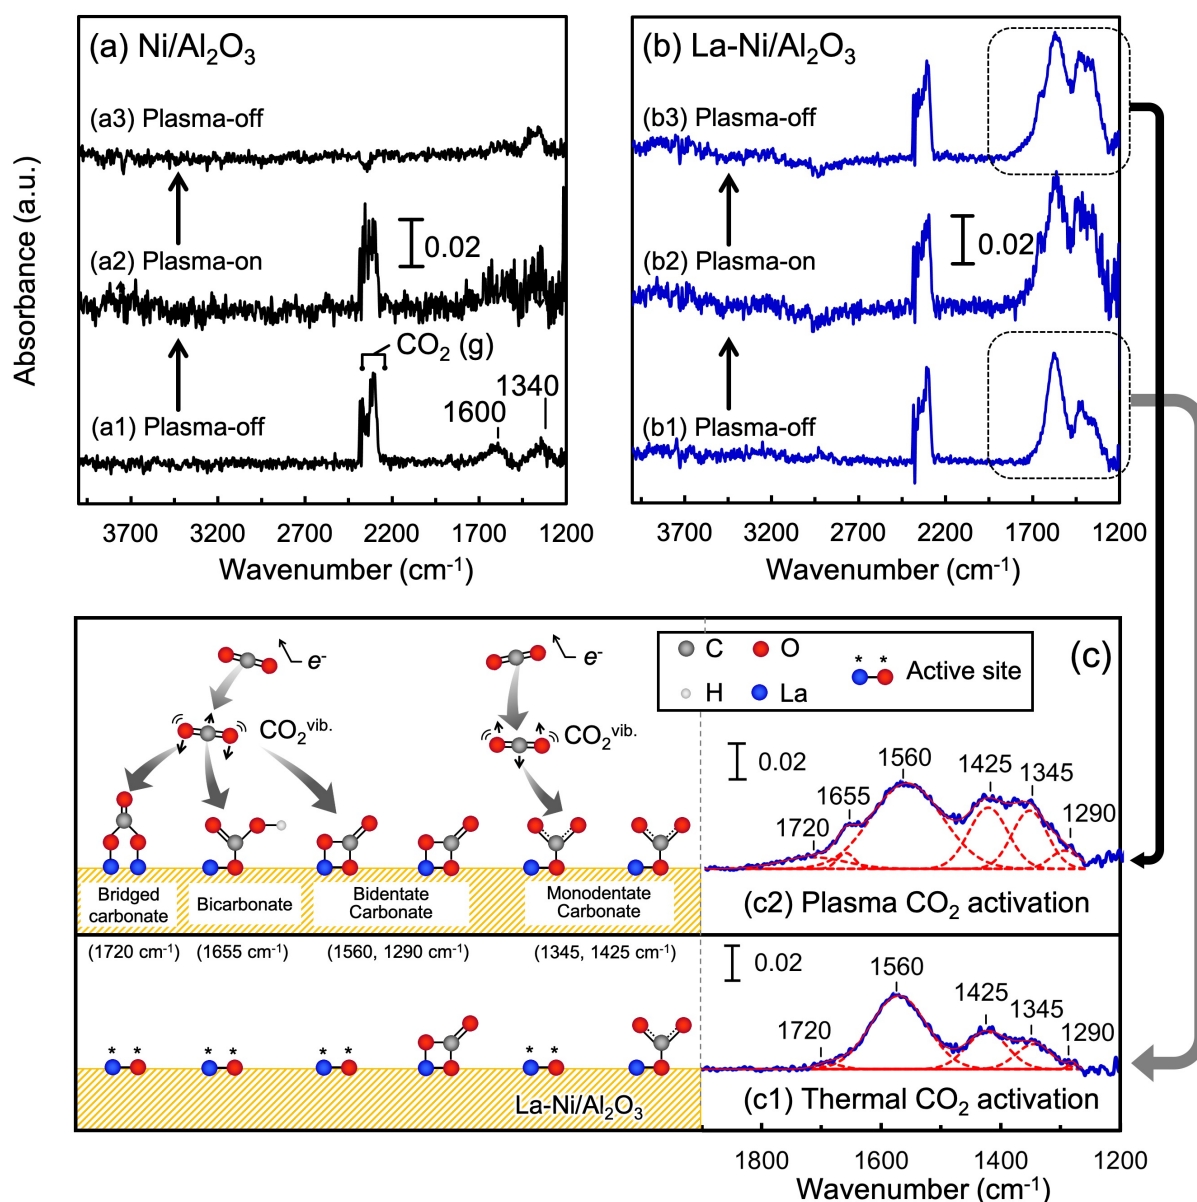 (a) Ni/Al₂O₃
(a3) Plasma-off
(a2) Plasma-on
0.02
CO₂ (g)
1600
1340
(a1) Plasma-off
3700 3200 2700 2200 1700 1200
Wavenumber (cm⁻¹)
Absorbance (a.u.)
(b) La-Ni/Al₂O₃
(b3) Plasma-off
(b2) Plasma-on
0.02
(b1) Plasma-off
3700 3200 2700 2200 1700 1200
Wavenumber (cm⁻¹)
(c)
C
O
H
La
* *
Active site
e⁻
CO₂ᵛⁱᵇ·
e⁻
CO₂ᵛⁱᵇ·
Bridged
carbonate
Bicarbonate
Bidentate
Carbonate
Monodentate
Carbonate
(1720 cm⁻¹) (1655 cm⁻¹) (1560, 1290 cm⁻¹) (1345, 1425 cm⁻¹)
* * * * * * * *
La-Ni/Al₂O₃
0.02
1720
1655
1560
1425
1345
1290
(c2) Plasma CO₂ activation
0.02
1720
1560
1425
1345
1290
(c1) Thermal CO₂ activation
1800 1600 1400 1200
Wavenumber (cm⁻¹)